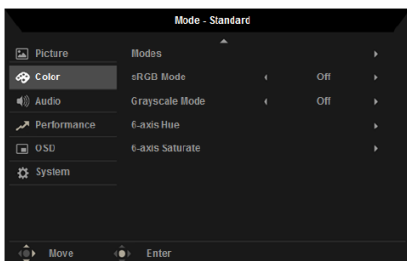 Mode - Standard
Picture
Modes
Color
sRGB Mode
Off
Audio
Grayscale Mode
Off
Performance
6-axis Hue
OSD
6-axis Saturate
System
Move
Enter